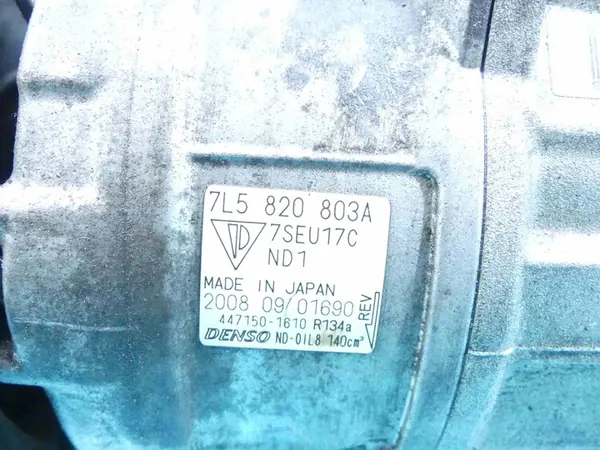 7L5 820 803A
7SEU17C
ND1
MADE IN JAPAN
2008 09/01690
REV
447150-1610 R134a
DENSO ND-OIL8 140cm³